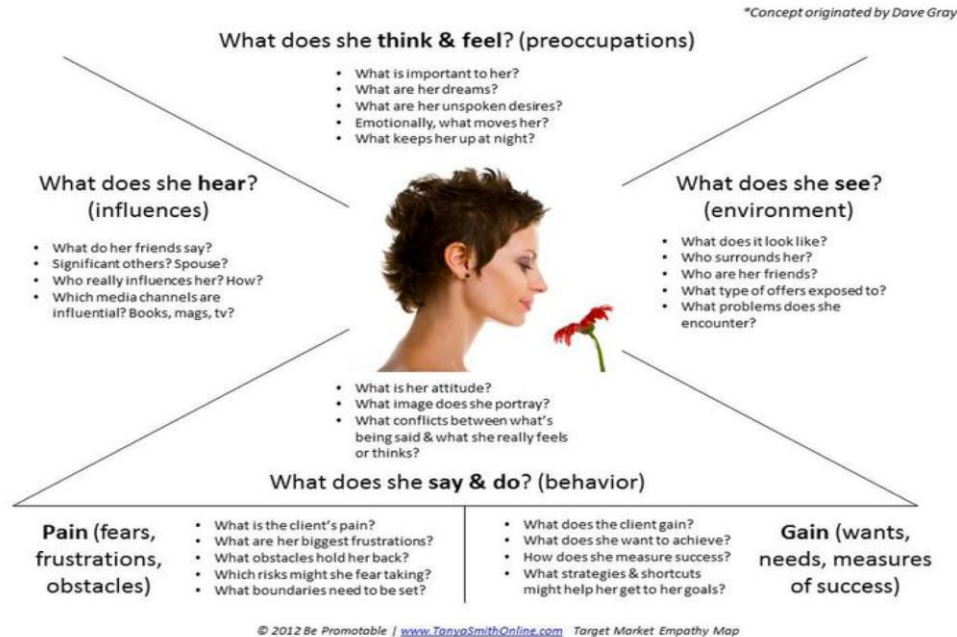 *Concept originated by Dave Gray
What does she think & feel? (preoccupations)
• What is important to her?
• What are her dreams?
• What are her unspoken desires?
• Emotionally, what moves her?
• What keeps her up at night?
What does she hear?
(influences)
• What do her friends say?
• Significant others? Spouse?
• Who really influences her? How?
• Which media channels are
influential? Books, mags, tv?
What does she see?
(environment)
• What does it look like?
• Who surrounds her?
• Who are her friends?
• What type of offers exposed to?
• What problems does she
encounter?
• What is her attitude?
• What image does she portray?
• What conflicts between what's
being said & what she really feels
or thinks?
What does she say & do? (behavior)
Pain (fears,
frustrations,
obstacles)
• What is the client's pain?
• What are her biggest frustrations?
• What obstacles hold her back?
• Which risks might she fear taking?
• What boundaries need to be set?
• What does the client gain?
• What does she want to achieve?
• How does she measure success?
• What strategies & shortcuts
might help her get to her goals?
Gain (wants,
needs, measures
of success)
© 2012 Be Promotable | www.TanyaSmithOnline.com Target Market Empathy Map